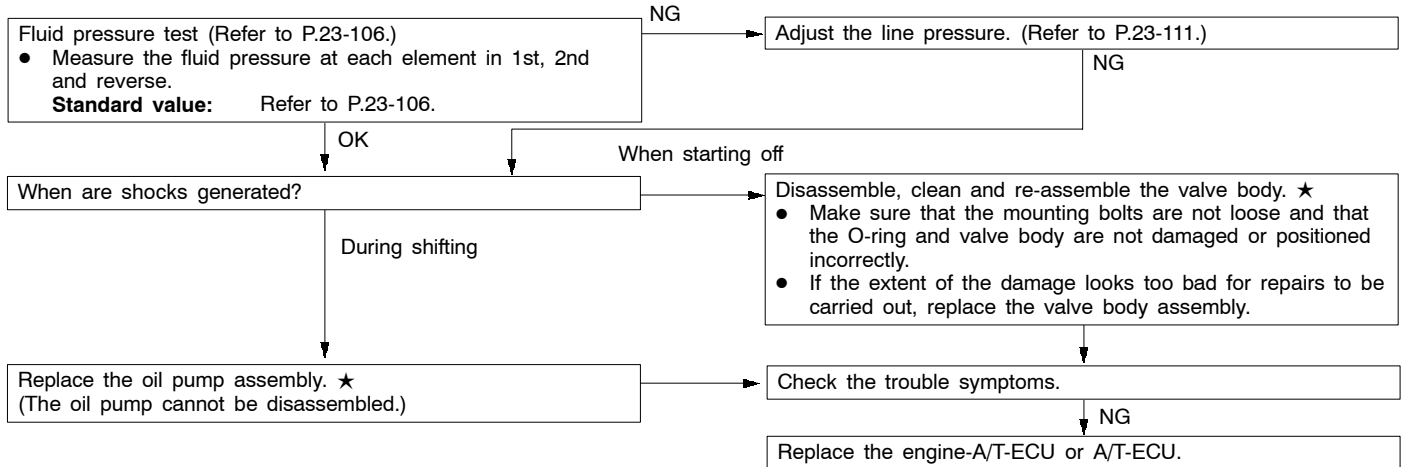 Fluid pressure test (Refer to P.23-106.)
● Measure the fluid pressure at each element in 1st, 2nd
and reverse.
Standard value: Refer to P.23-106.
NG
Adjust the line pressure. (Refer to P.23-111.)
NG
OK
When starting off
When are shocks generated?
Disassemble, clean and re-assemble the valve body. ★
● Make sure that the mounting bolts are not loose and that
the O-ring and valve body are not damaged or positioned
incorrectly.
● If the extent of the damage looks too bad for repairs to be
carried out, replace the valve body assembly.
During shifting
Replace the oil pump assembly. ★
(The oil pump cannot be disassembled.)
Check the trouble symptoms.
NG
Replace the engine-A/T-ECU or A/T-ECU.